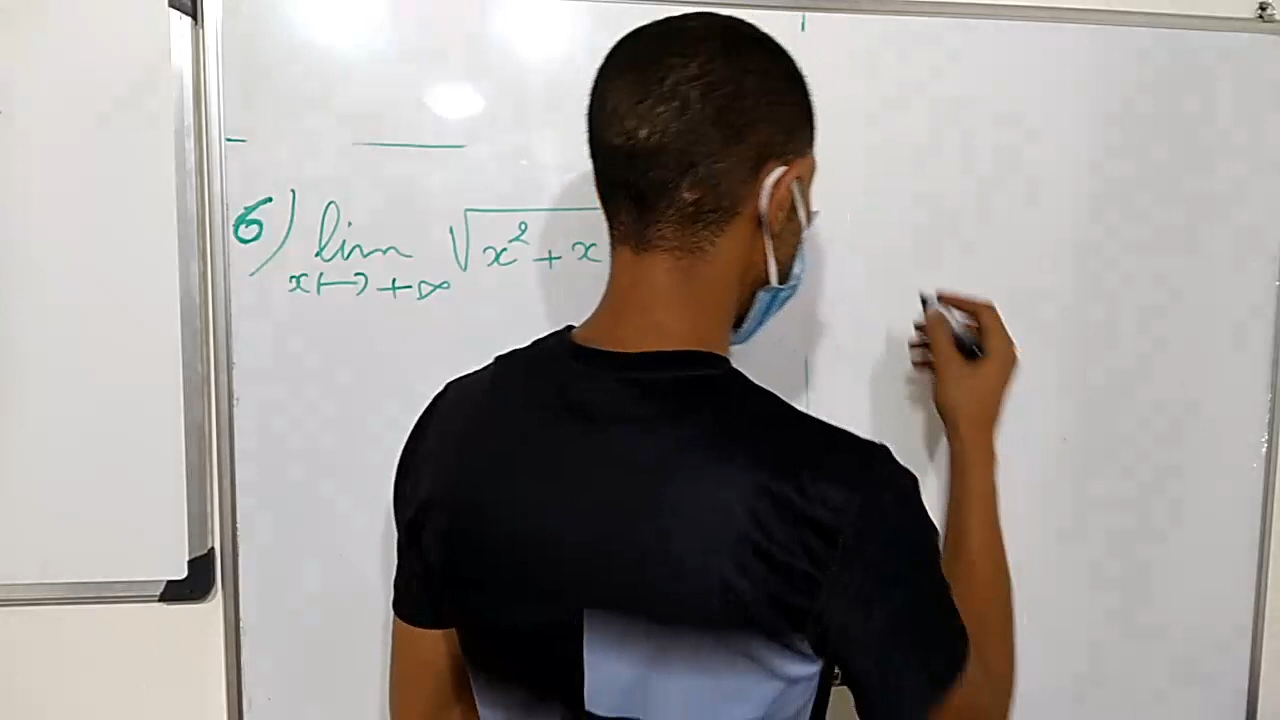 6) lim √x² + x
x↦+∞